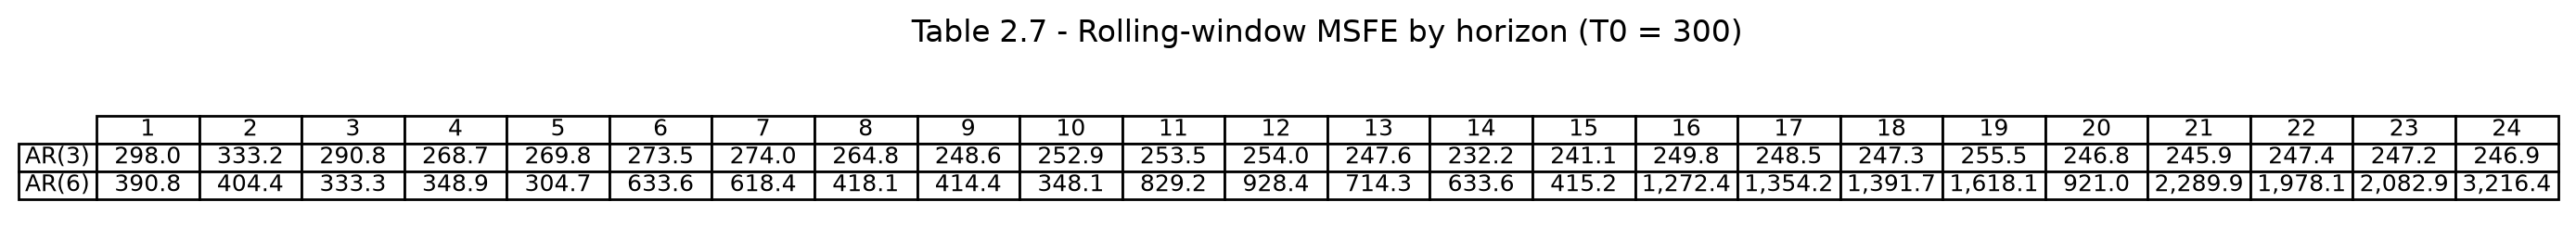 Table 2.7 - Rolling-window MSFE by horizon (T0 = 300)
1 2 3 4 5 6 7 8 9 10 11 12 13 14 15 16 17 18 19 20 21 22 23 24
AR(3) 298.0 333.2 290.8 268.7 269.8 273.5 274.0 264.8 248.6 252.9 253.5 254.0 247.6 232.2 241.1 249.8 248.5 247.3 255.5 246.8 245.9 247.4 247.2 246.9
AR(6) 390.8 404.4 333.3 348.9 304.7 633.6 618.4 418.1 414.4 348.1 829.2 928.4 714.3 633.6 415.2 1,272.4 1,354.2 1,391.7 1,618.1 921.0 2,289.9 1,978.1 2,082.9 3,216.4